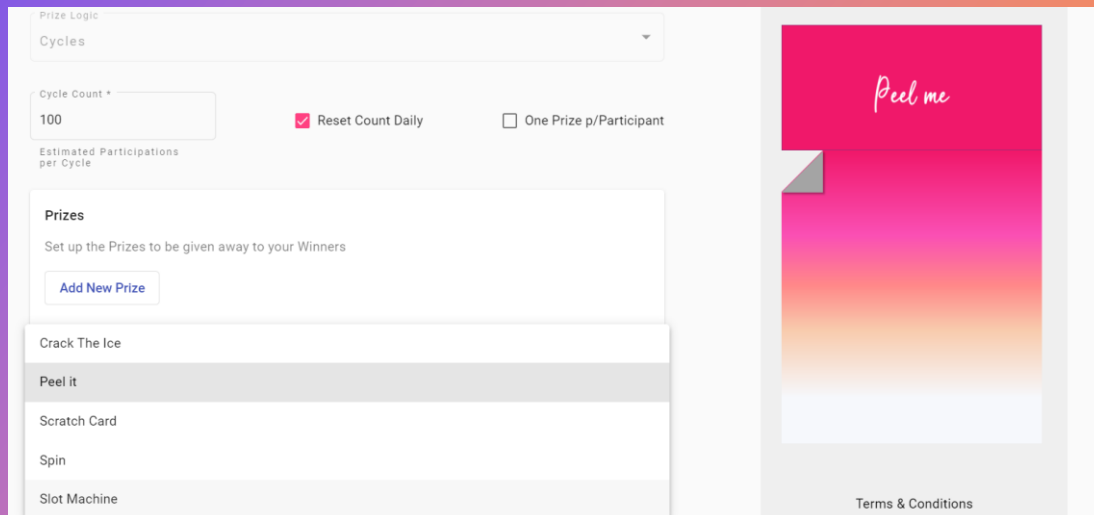 Prize Logic
Cycles
Cycle Count *
100
Reset Count Daily
One Prize p/Participant
Estimated Participations
per Cycle
Prizes
Set up the Prizes to be given away to your Winners
Add New Prize
Crack The Ice
Peel it
Scratch Card
Spin
Slot Machine
Peel me
Terms & Conditions